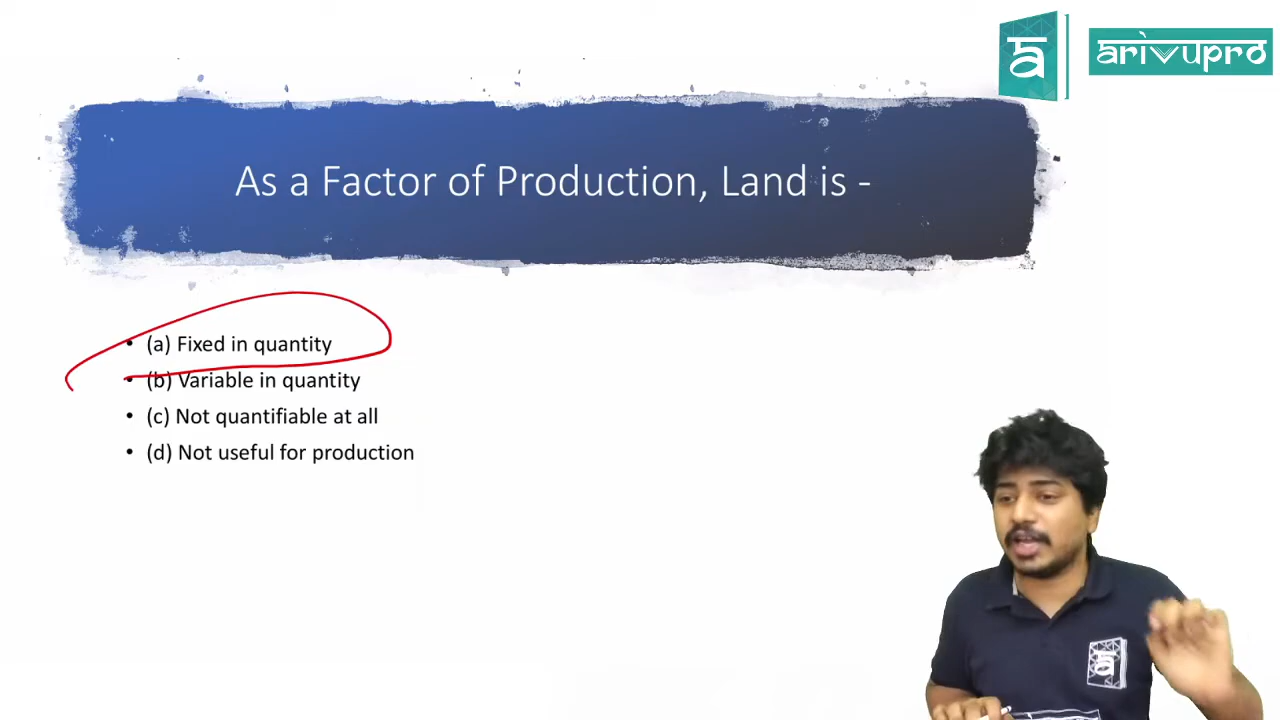 ā
arivupro
As a Factor of Production, Land is -
• (a) Fixed in quantity
• (b) Variable in quantity
• (c) Not quantifiable at all
• (d) Not useful for production
ā